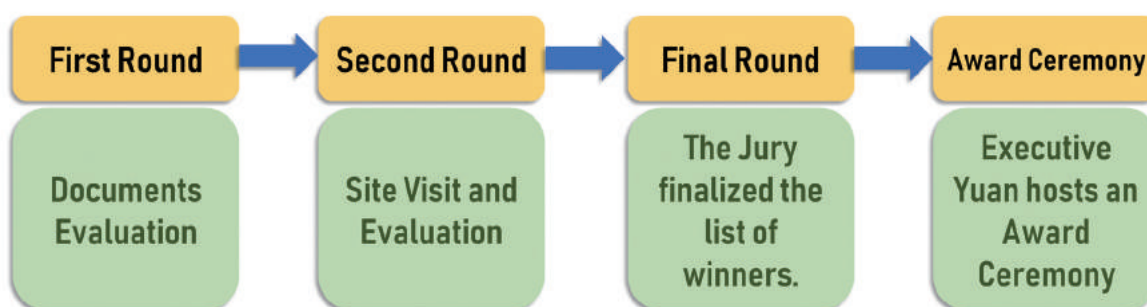 First Round
Second Round
Final Round
Award Ceremony
Documents
Evaluation
Site Visit and
Evaluation
The Jury
finalized the
list of
winners.
Executive
Yuan hosts an
Award
Ceremony